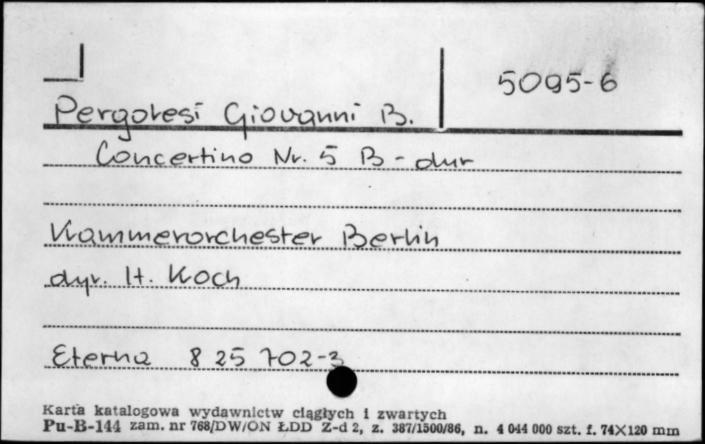 5095-6
Pergolesi Giovanni B.
Concertino Nr. 5 B-dur
Kammerorchester Berlin
dyr. H. Koch
Eterna 8 25 702-3
Karta katalogowa wydawnictw ciągłych i zwartych
Pu-B-144 zam. nr 768/DW/ON ŁDD Z-d 2, z. 387/1500/86, n. 4 044 000 szt. f. 74X120 mm